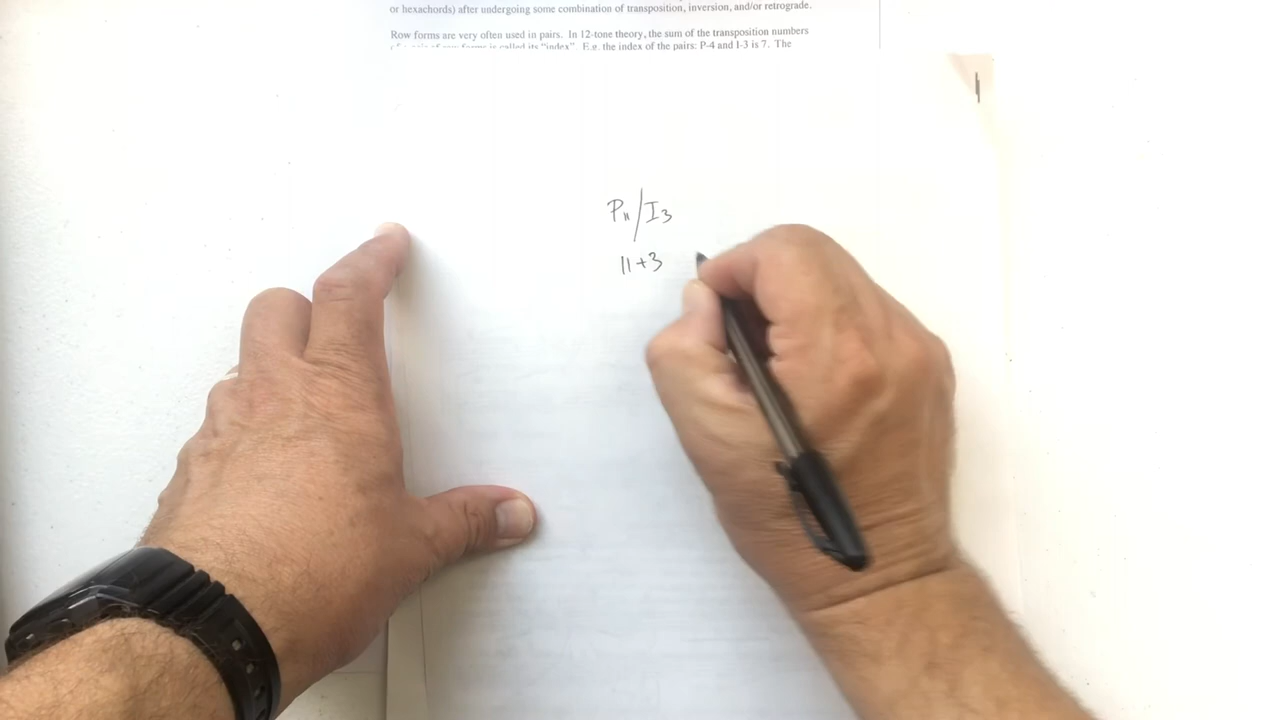 or hexachords) after undergoing some combination of transposition, inversion, and/or retrograde.
Row forms are very often used in pairs. In 12-tone theory, the sum of the transposition numbers
is called its "index". E.g. the index of the pairs: P-4 and I-3 is 7. The
P₁₁/I₃
11+3